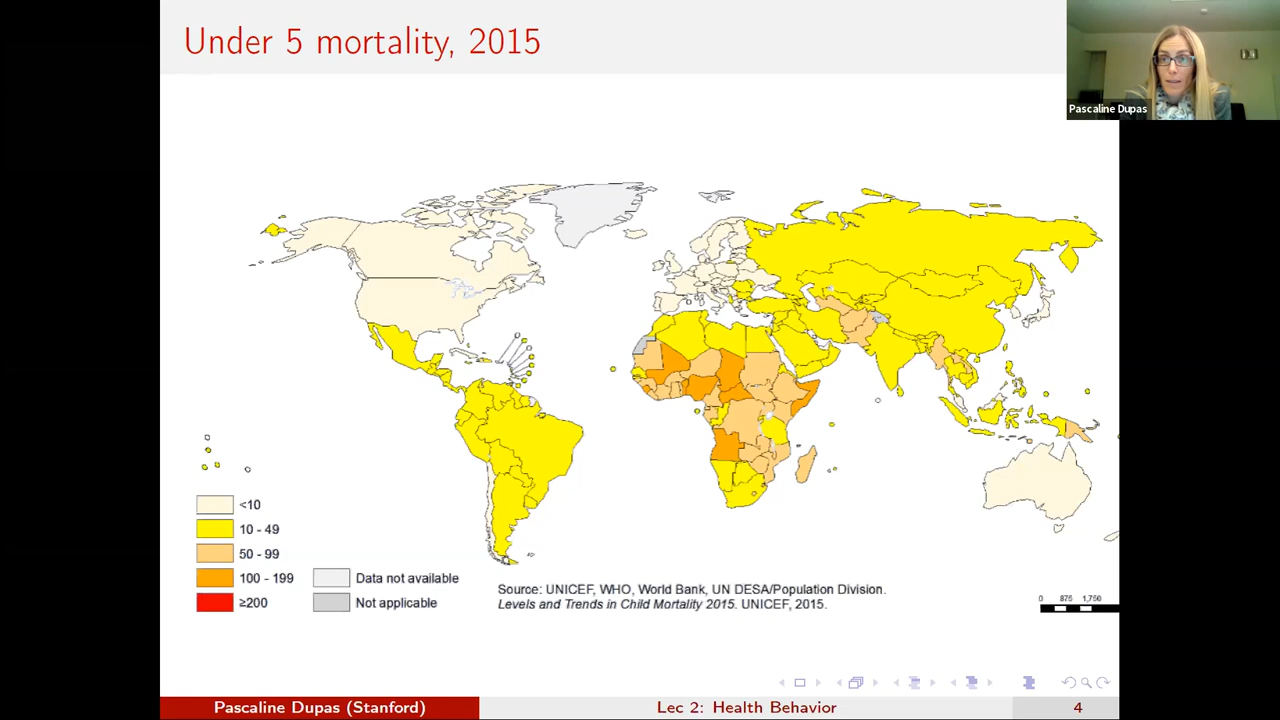 Under 5 mortality, 2015
Pascaline Dupas
<10
10 - 49
50 - 99
100 - 199
≥200
Data not available
Not applicable
Source: UNICEF, WHO, World Bank, UN DESA/Population Division.
Levels and Trends in Child Mortality 2015. UNICEF, 2015.
0 875 1,750
Pascaline Dupas (Stanford)
Lec 2: Health Behavior
4